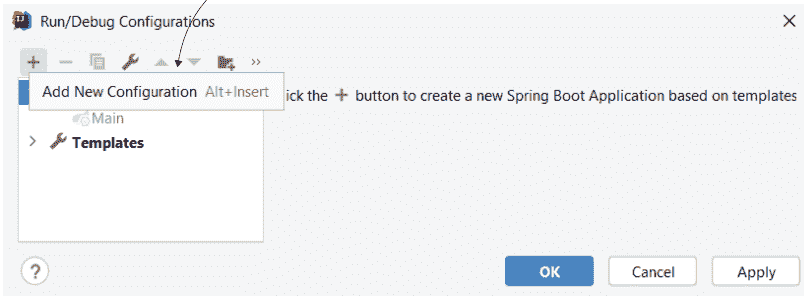 Run/Debug Configurations
Add New Configuration Alt+Insert
ick the + button to create a new Spring Boot Application based on templates
Main
Templates
?
OK
Cancel
Apply